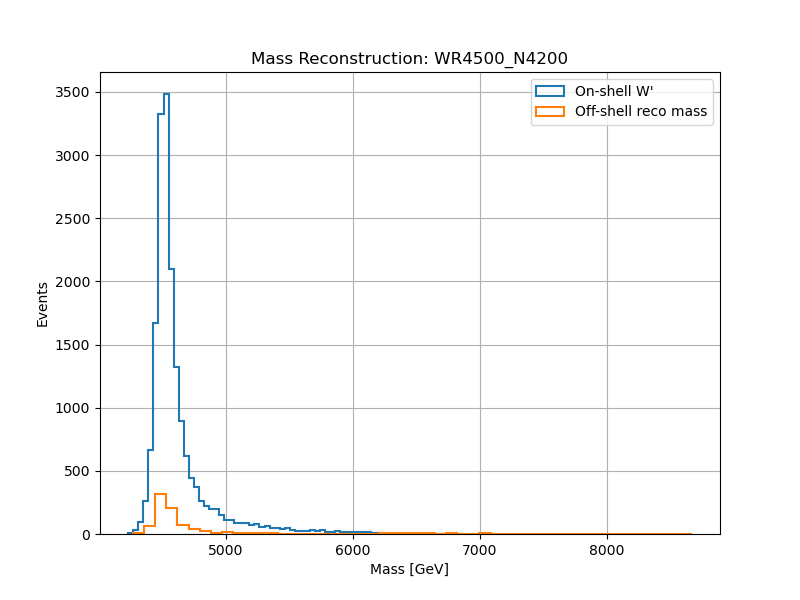 Mass Reconstruction: WR4500_N4200
On-shell W'
Off-shell reco mass
Events
3500
3000
2500
2000
1500
1000
500
0
5000
6000
7000
8000
Mass [GeV]